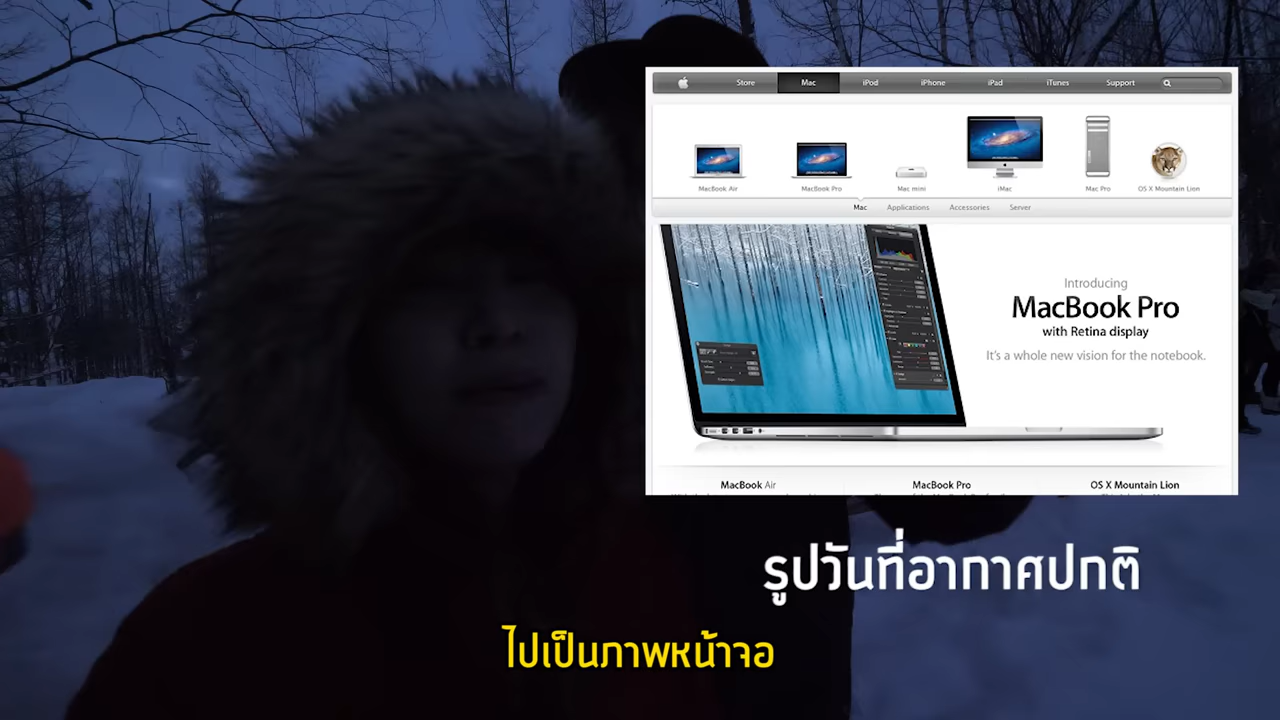 Store Mac iPod iPhone iPad iTunes Support
MacBook Air MacBook Pro Mac mini iMac Mac Pro OS X Mountain Lion
Mac Applications Accessories Server
Introducing
MacBook Pro
with Retina display
It's a whole new vision for the notebook.
MacBook Air MacBook Pro OS X Mountain Lion
รูปวันที่อากาศปกติ
ไปเป็นภาพหน้าจอ